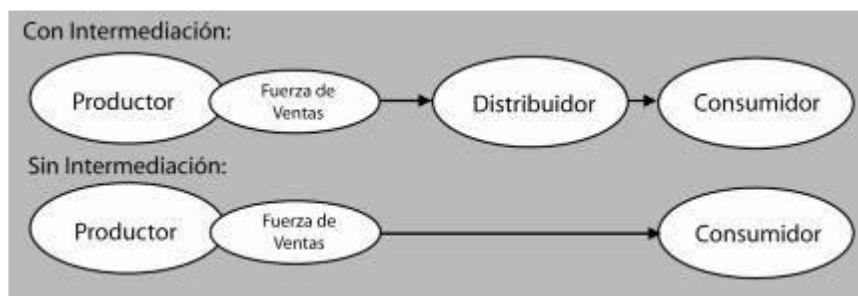 Con Intermediación:
Productor
Fuerza de
Ventas
Distribuidor
Consumidor
Sin Intermediación:
Productor
Fuerza de
Ventas
Consumidor